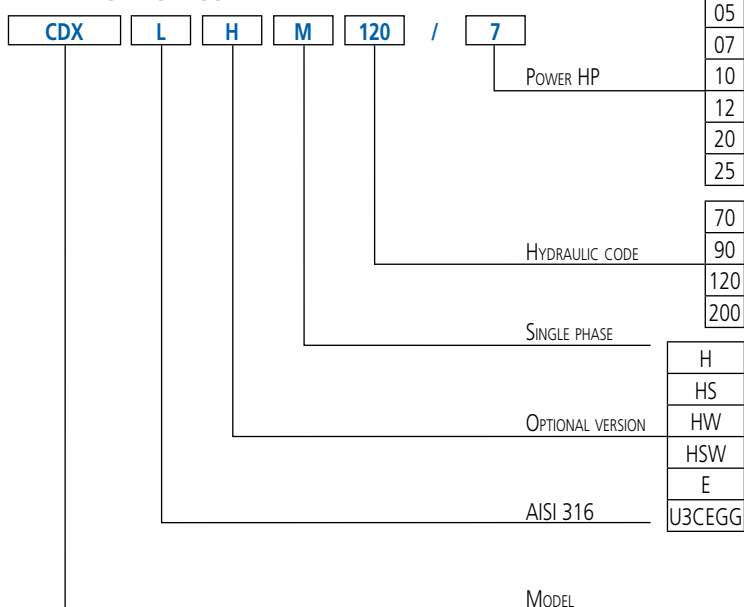 CDX L H M 120 / 7
05
07
Power HP 10
12
20
25
70
Hydraulic code 90
120
200
Single phase
H
HS
Optional version HW
HSW
E
AISI 316 U3CEGG
Model